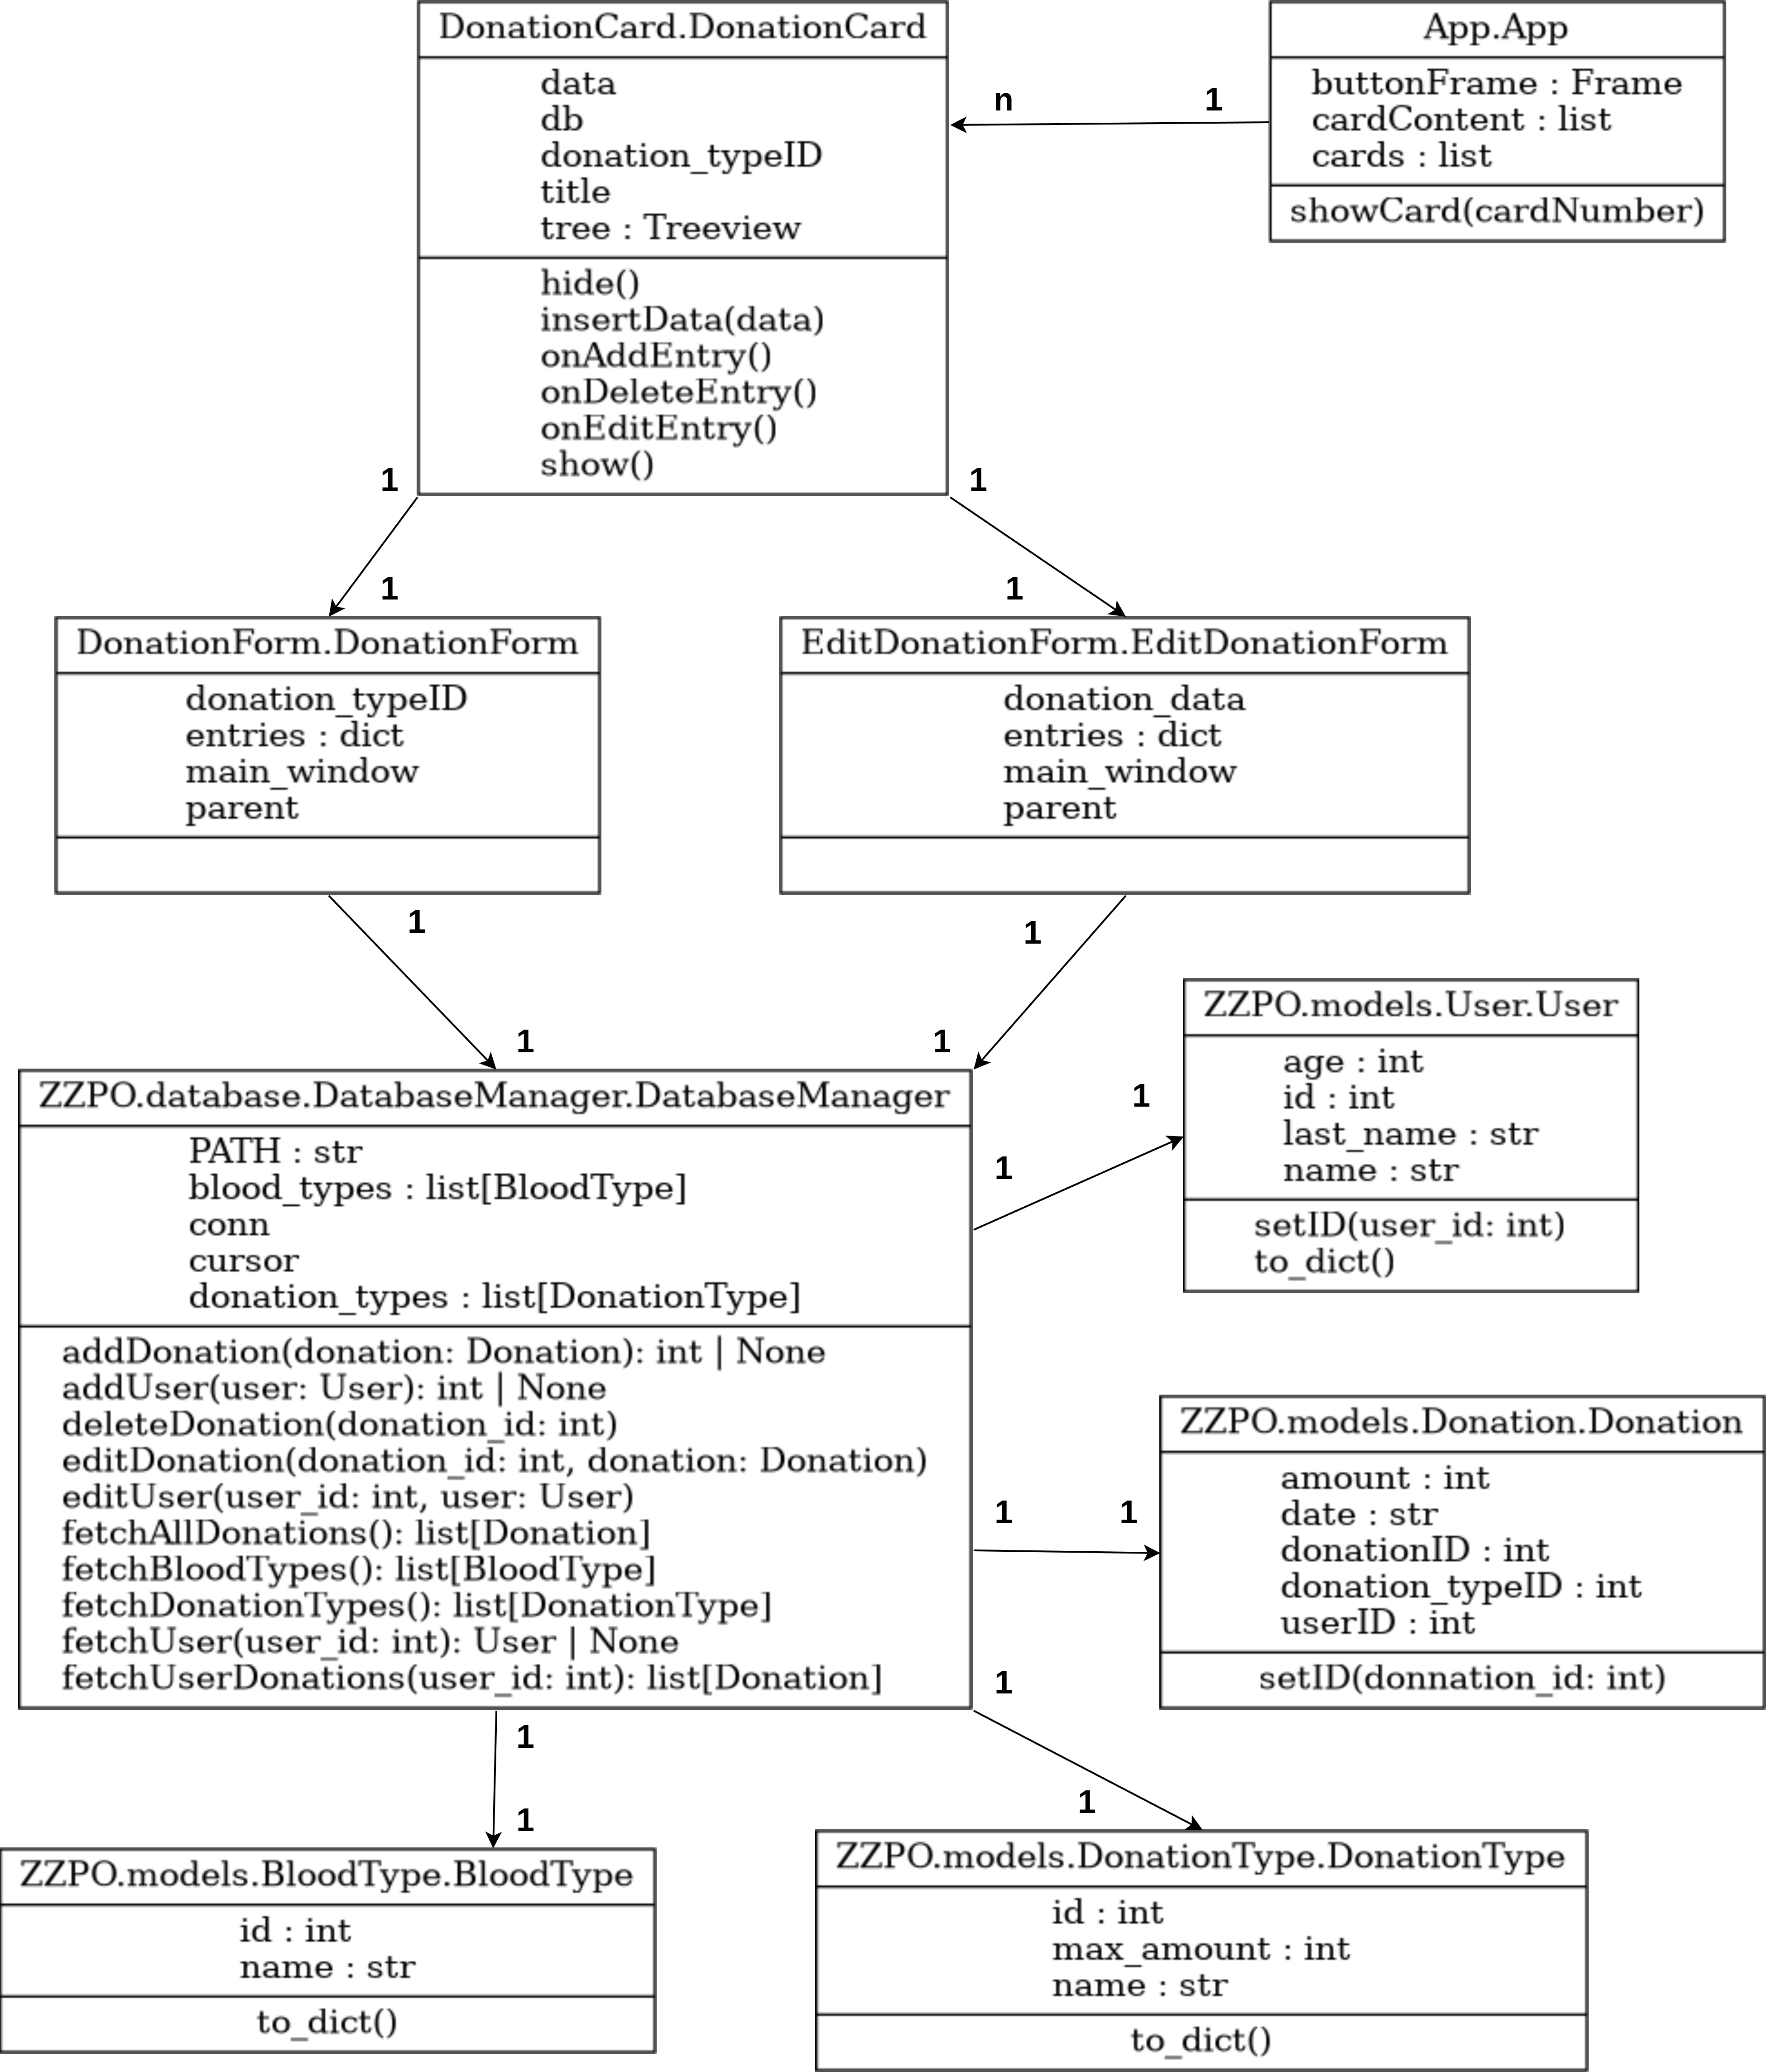 DonationCard.DonationCard
data
db
donation_typeID
title
tree : Treeview
hide()
insertData(data)
onAddEntry()
onDeleteEntry()
onEditEntry()
show()
n
1
App.App
buttonFrame : Frame
cardContent : list
cards : list
showCard(cardNumber)
1
1
1
1
DonationForm.DonationForm
donation_typeID
entries : dict
main_window
parent
EditDonationForm.EditDonationForm
donation_data
entries : dict
main_window
parent
1
1
1
1
ZZPO.database.DatabaseManager.DatabaseManager
PATH : str
blood_types : list[BloodType]
conn
cursor
donation_types : list[DonationType]
addDonation(donation: Donation): int | None
addUser(user: User): int | None
deleteDonation(donation_id: int)
editDonation(donation_id: int, donation: Donation)
editUser(user_id: int, user: User)
fetchAllDonations(): list[Donation]
fetchBloodTypes(): list[BloodType]
fetchDonationTypes(): list[DonationType]
fetchUser(user_id: int): User | None
fetchUserDonations(user_id: int): list[Donation]
1
1
ZZPO.models.User.User
age : int
id : int
last_name : str
name : str
setID(user_id: int)
to_dict()
1
1
ZZPO.models.Donation.Donation
amount : int
date : str
donationID : int
donation_typeID : int
userID : int
setID(donnation_id: int)
1
1
1
1
ZZPO.models.BloodType.BloodType
id : int
name : str
to_dict()
ZZPO.models.DonationType.DonationType
id : int
max_amount : int
name : str
to_dict()